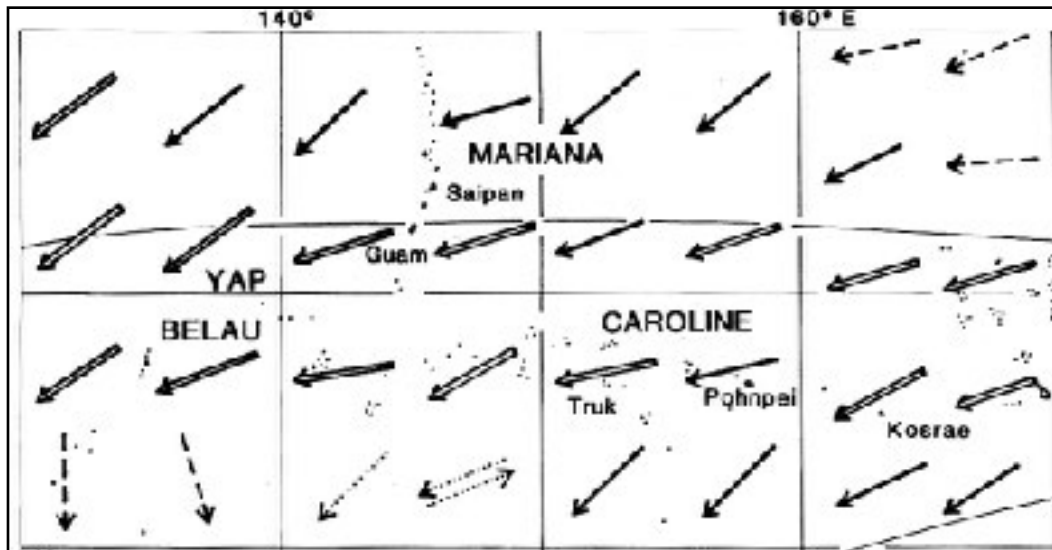 140°
160° E
MARIANA
Saipan
Guam
YAP
BELAU
CAROLINE
Truk
Pohnpei
Kosrae